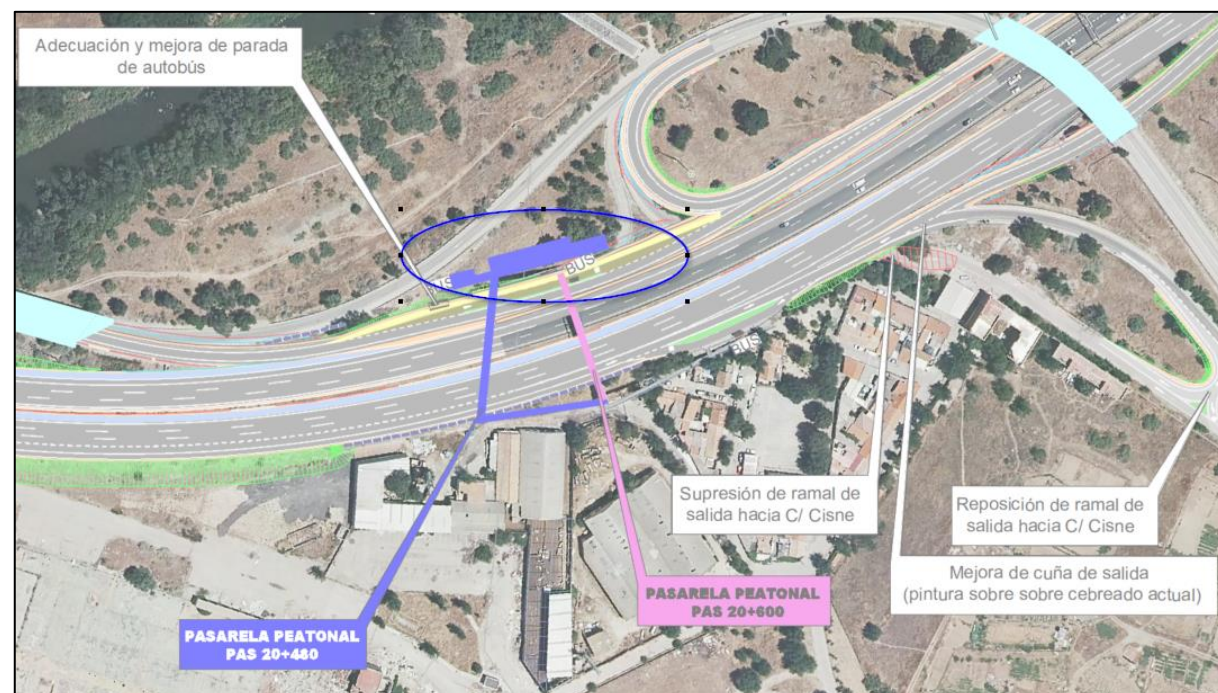 Adecuación y mejora de parada
de autobús
BUS
BUS
BUS
Supresión de ramal de
salida hacia C/ Cisne
Reposición de ramal de
salida hacia C/ Cisne
Mejora de cuña de salida
(pintura sobre sobre cebreado actual)
PASARELA PEATONAL
PAS 20+600
PASARELA PEATONAL
PAS 20+480